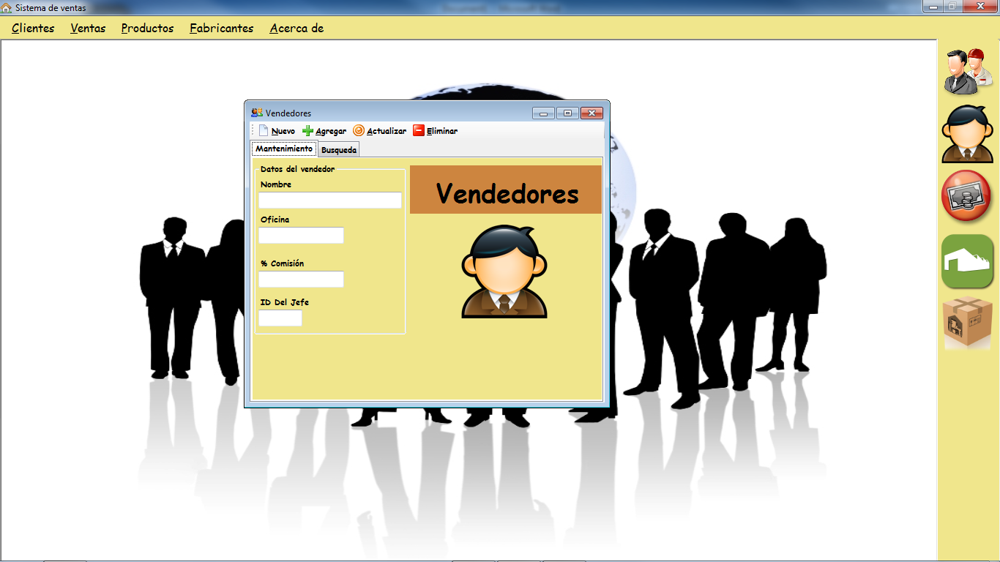 Sistema de ventas
Clientes Ventas Productos Fabricantes Acerca de
Vendedores
Nuevo Agregar Actualizar Eliminar
Mantenimiento Busqueda
Datos del vendedor
Nombre
Oficina
% Comisión
ID Del Jefe
Vendedores